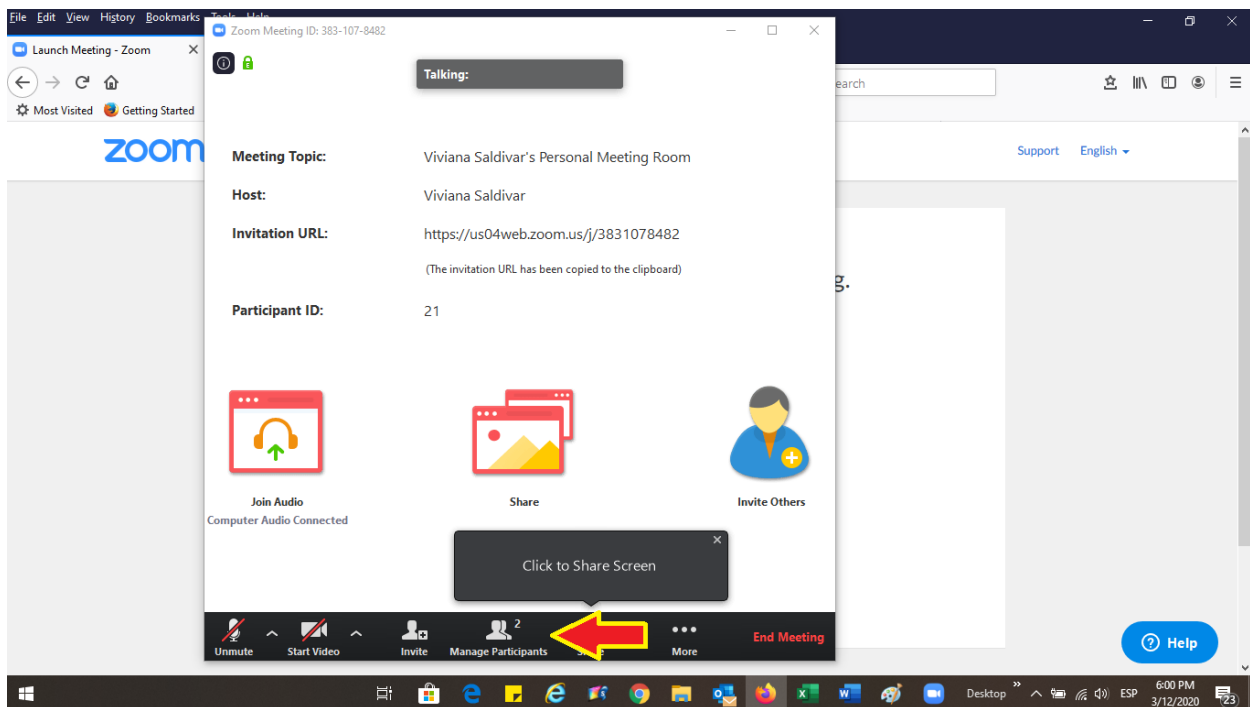 File Edit View History Bookmarks Tools Help
Zoom Meeting ID: 383-107-8482
Launch Meeting - Zoom
Talking:
earch
Most Visited Getting Started
zoom
Support English
Meeting Topic: Viviana Saldivar's Personal Meeting Room
Host: Viviana Saldivar
Invitation URL: https://us04web.zoom.us/j/3831078482
(The invitation URL has been copied to the clipboard)
g.
Participant ID: 21
Join Audio Share Invite Others
Computer Audio Connected
Click to Share Screen
2
Unmute Start Video Invite Manage Participants More End Meeting
Help
Desktop ESP 6:00 PM
3/12/2020 23